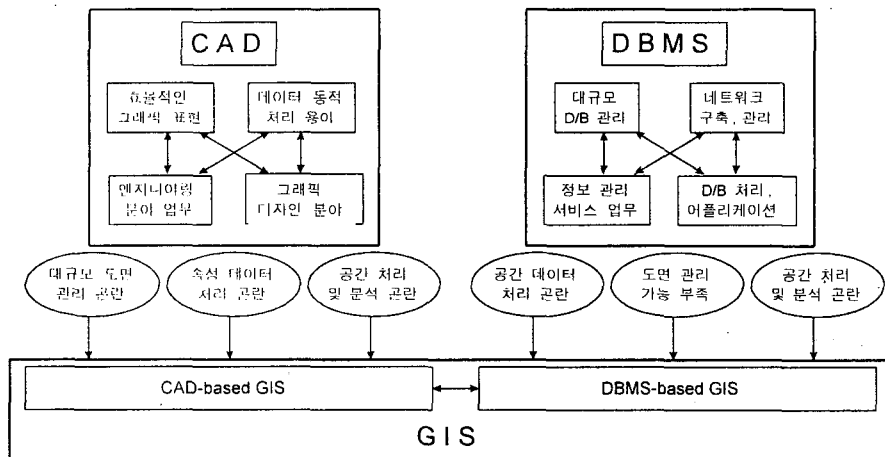 CAD
효율적인
그래픽 표현
데이터 동적
처리 용이
엔지니어링
분야 업무
그래픽
디자인 분야
DBMS
대규모
D/B 관리
네트워크
구축, 관리
정보 관리
서비스 업무
D/B 처리,
어플리케이션
대규모 도면
관리 곤란
속성 데이터
처리 곤란
공간 처리
및 분석 곤란
공간 데이터
처리 곤란
도면 관리
가능 부족
공간 처리
및 분석 곤란
CAD-based GIS
DBMS-based GIS
GIS